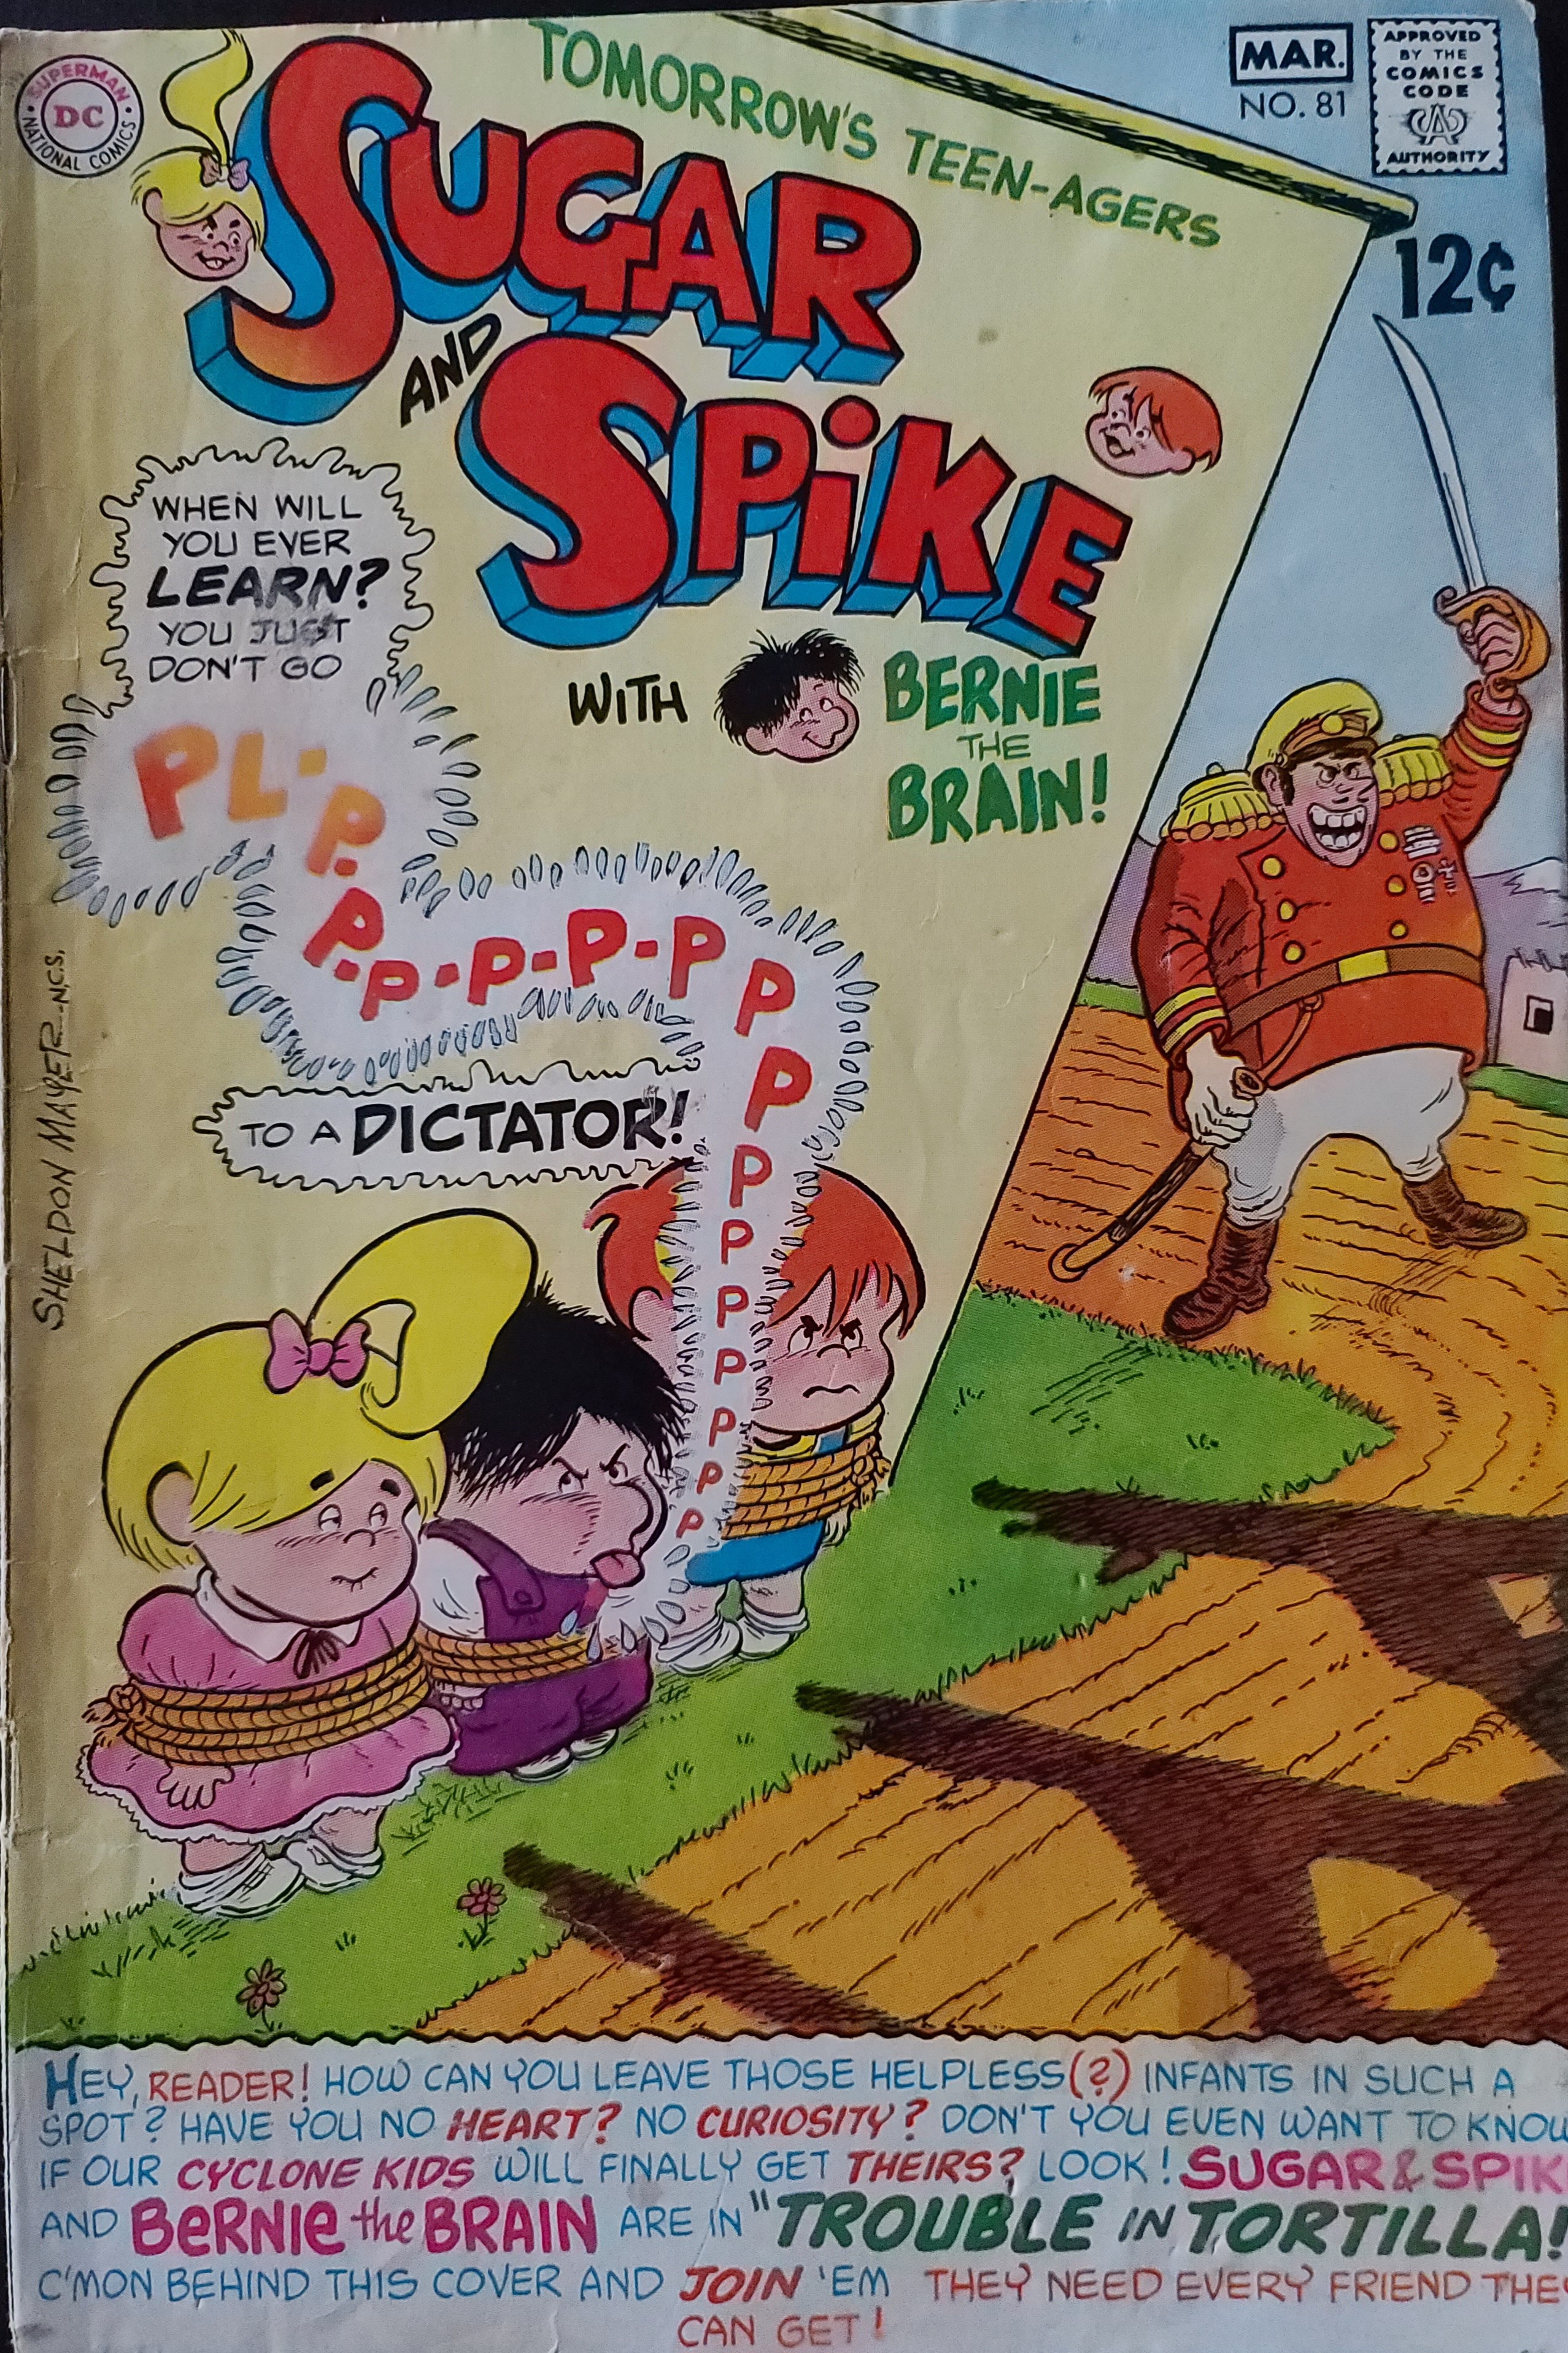 SUPERMAN
DC
NATIONAL COMICS
TOMORROW'S TEEN-AGERS
MAR.
NO. 81
APPROVED
BY THE
COMICS
CODE
CA
AUTHORITY
12¢
SUGAR
AND
SPiKE
WITH
BERNIE
THE
BRAIN!
WHEN WILL
YOU EVER
LEARN?
YOU JUST
DON'T GO
PL-P-P-P-P-P-PPPPPPPPPPP
TO A DICTATOR!
SHELDON MAYER-N.C.S.
HEY, READER! HOW CAN YOU LEAVE THOSE HELPLESS(?) INFANTS IN SUCH A
SPOT? HAVE YOU NO HEART? NO CURIOSITY? DON'T YOU EVEN WANT TO KNOW
IF OUR CYCLONE KIDS WILL FINALLY GET THEIRS? LOOK! SUGAR & SPIK
AND BeRNIe the BRAIN ARE IN "TROUBLE IN TORTILLA!
C'MON BEHIND THIS COVER AND JOIN 'EM THEY NEED EVERY FRIEND THEY
CAN GET!